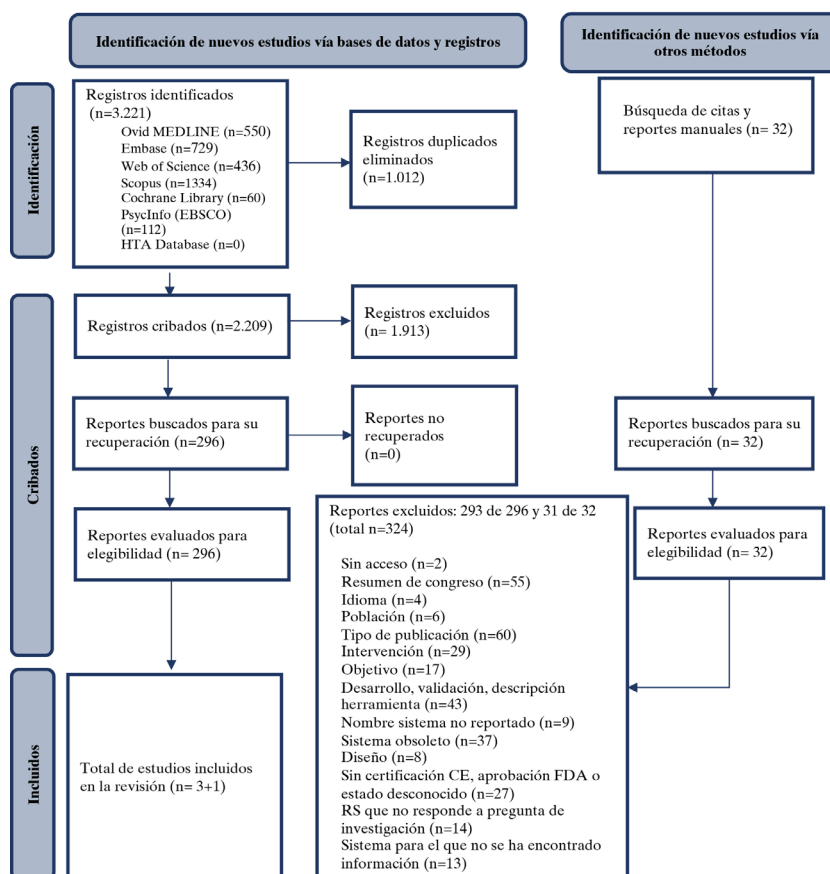 Identificación de nuevos estudios vía bases de datos y registros
Identificación de nuevos estudios vía
otros métodos
Identificación
Registros identificados
(n=3.221)
Ovid MEDLINE (n=550)
Embase (n=729)
Web of Science (n=436)
Scopus (n=1334)
Cochrane Library (n=60)
PsycInfo (EBSCO)
(n=112)
HTA Database (n=0)
Registros duplicados
eliminados
(n=1.012)
Búsqueda de citas y
reportes manuales (n= 32)
Cribados
Registros cribados (n=2.209)
Registros excluidos
(n= 1.913)
Reportes buscados para su
recuperación (n=296)
Reportes no
recuperados
(n=0)
Reportes buscados para su
recuperación (n= 32)
Reportes evaluados para
elegibilidad (n= 296)
Reportes excluidos: 293 de 296 y 31 de 32
(total n=324)
Sin acceso (n=2)
Resumen de congreso (n=55)
Idioma (n=4)
Población (n=6)
Tipo de publicación (n=60)
Intervención (n=29)
Objetivo (n=17)
Desarrollo, validación, descripción
herramienta (n=43)
Nombre sistema no reportado (n=9)
Sistema obsoleto (n=37)
Diseño (n=8)
Sin certificación CE, aprobación FDA o
estado desconocido (n=27)
RS que no responde a pregunta de
investigación (n=14)
Sistema para el que no se ha encontrado
información (n=13)
Reportes evaluados para
elegibilidad (n= 32)
Incluidos
Total de estudios incluidos
en la revisión (n= 3+1)